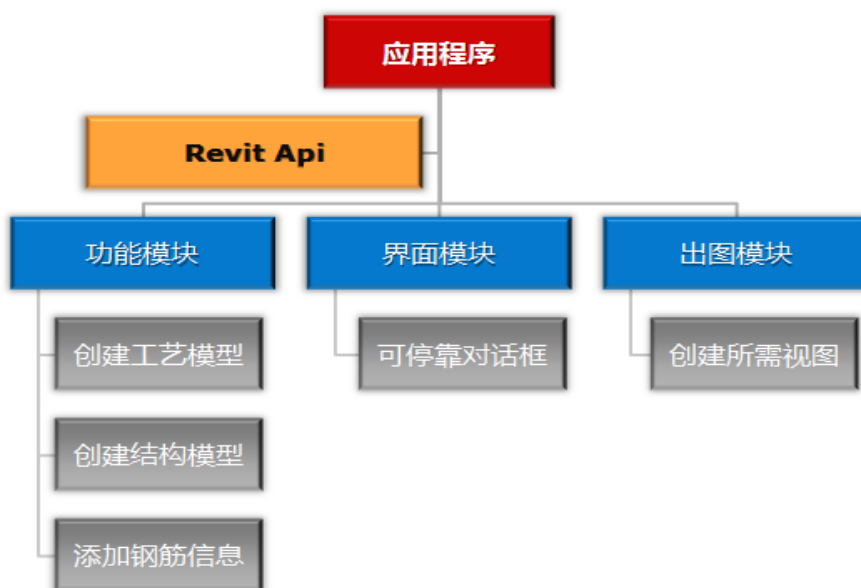 应用程序
Revit Api
功能模块
界面模块
出图模块
创建工艺模型
可停靠对话框
创建所需视图
创建结构模型
添加钢筋信息